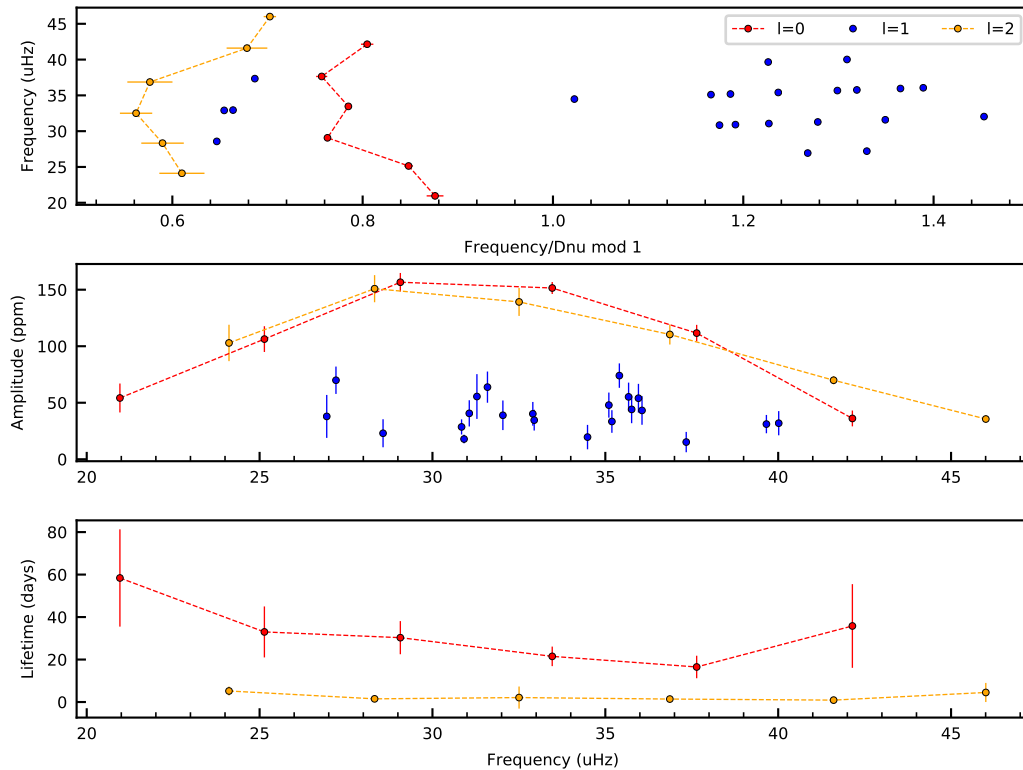 45
40
35
30
25
20
Frequency (uHz)
l=0 l=1 l=2
0.6 0.8 1.0 1.2 1.4
Frequency/Dnu mod 1
150
100
50
0
Amplitude (ppm)
20 25 30 35 40 45
80
60
40
20
0
Lifetime (days)
20 25 30 35 40 45
Frequency (uHz)